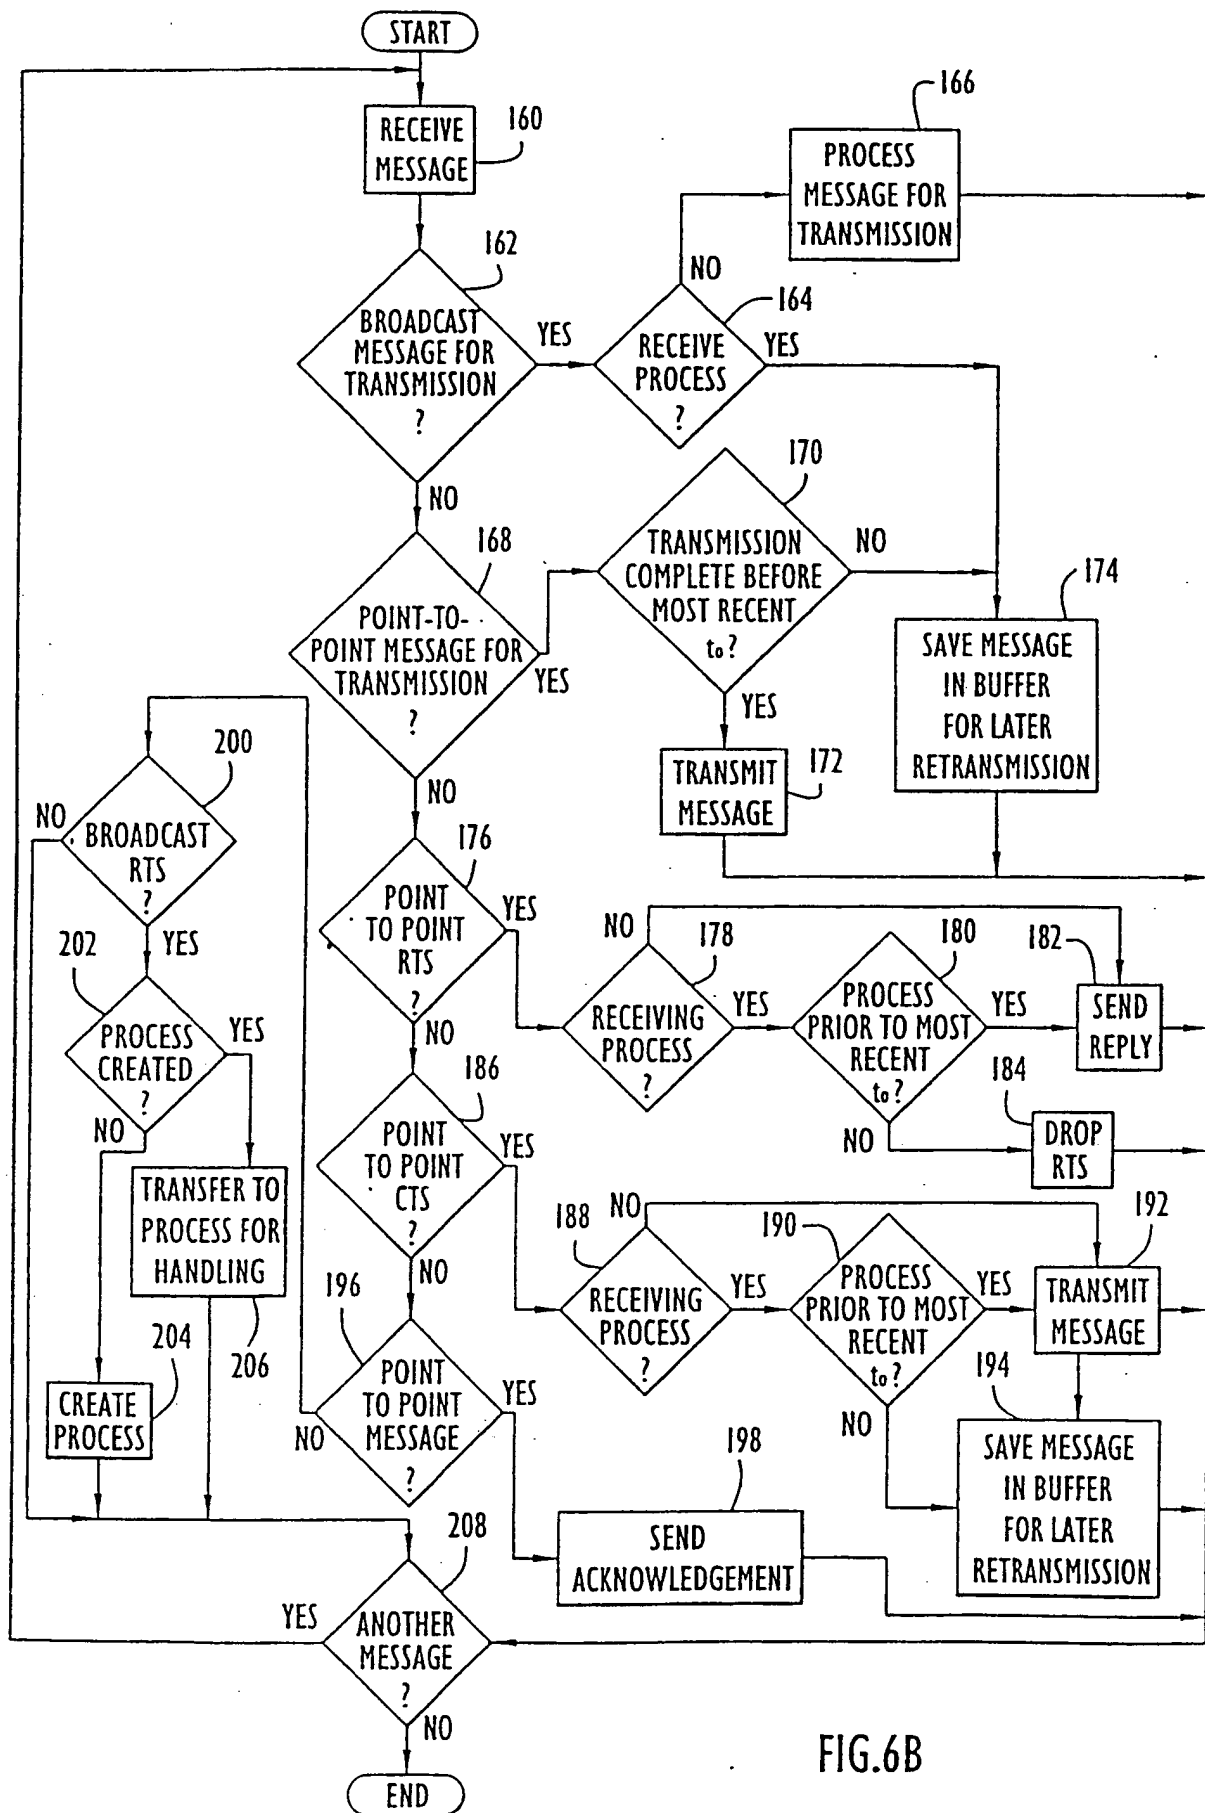 START
RECEIVE
MESSAGE
160
166
PROCESS
MESSAGE FOR
TRANSMISSION
162
BROADCAST
MESSAGE FOR
TRANSMISSION
?
YES
NO
164
RECEIVE
PROCESS
?
YES
NO
168
POINT-TO-
POINT MESSAGE FOR
TRANSMISSION
?
YES
170
TRANSMISSION
COMPLETE BEFORE
MOST RECENT
to?
NO
YES
174
SAVE MESSAGE
IN BUFFER
FOR LATER
RETRANSMISSION
TRANSMIT
MESSAGE
172
NO
200
NO
BROADCAST
RTS
?
YES
176
POINT
TO POINT
RTS
?
YES
NO
NO
178
RECEIVING
PROCESS
?
YES
180
PROCESS
PRIOR TO MOST
RECENT
to?
YES
182
SEND
REPLY
NO
184
DROP
RTS
202
PROCESS
CREATED
?
YES
NO
TRANSFER TO
PROCESS FOR
HANDLING
206
204
CREATE
PROCESS
186
POINT
TO POINT
CTS
?
YES
NO
188
NO
RECEIVING
PROCESS
?
YES
190
PROCESS
PRIOR TO MOST
RECENT
to?
YES
192
TRANSMIT
MESSAGE
NO
194
SAVE MESSAGE
IN BUFFER
FOR LATER
RETRANSMISSION
196
POINT
TO POINT
MESSAGE
?
YES
NO
198
SEND
ACKNOWLEDGEMENT
208
ANOTHER
MESSAGE
?
YES
NO
END
FIG.6B